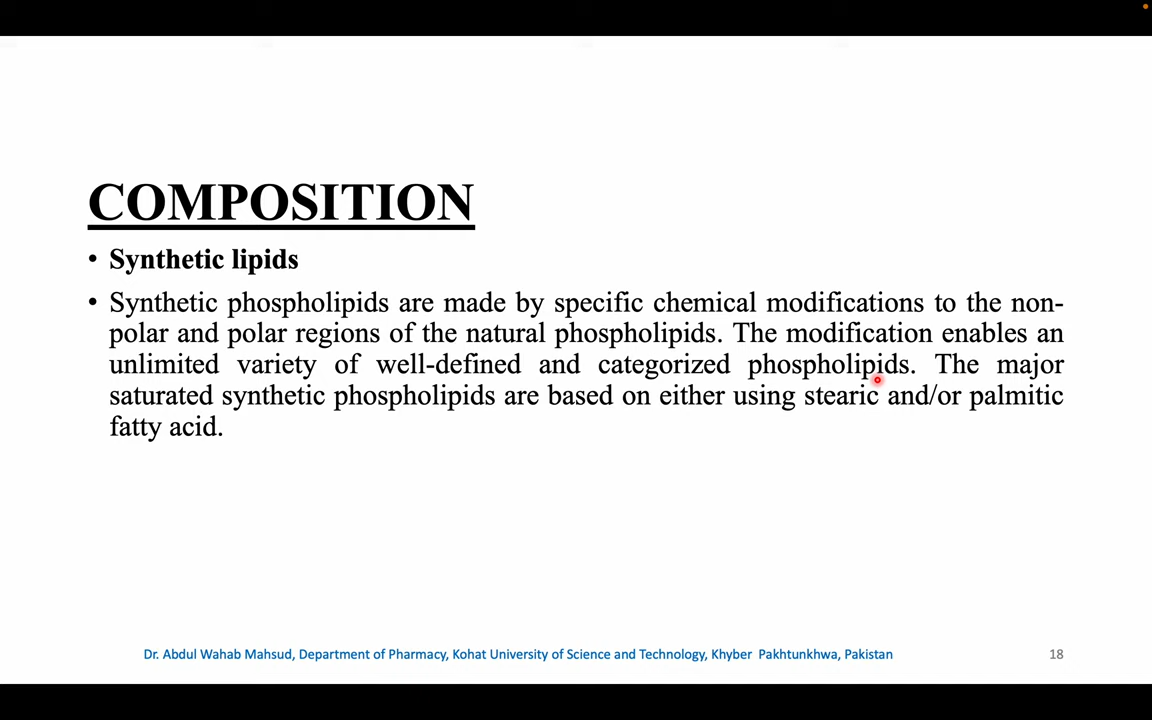 COMPOSITION
• Synthetic lipids
• Synthetic phospholipids are made by specific chemical modifications to the non-
polar and polar regions of the natural phospholipids. The modification enables an
unlimited variety of well-defined and categorized phospholipids. The major
saturated synthetic phospholipids are based on either using stearic and/or palmitic
fatty acid.
Dr. Abdul Wahab Mahsud, Department of Pharmacy, Kohat University of Science and Technology, Khyber Pakhtunkhwa, Pakistan 18